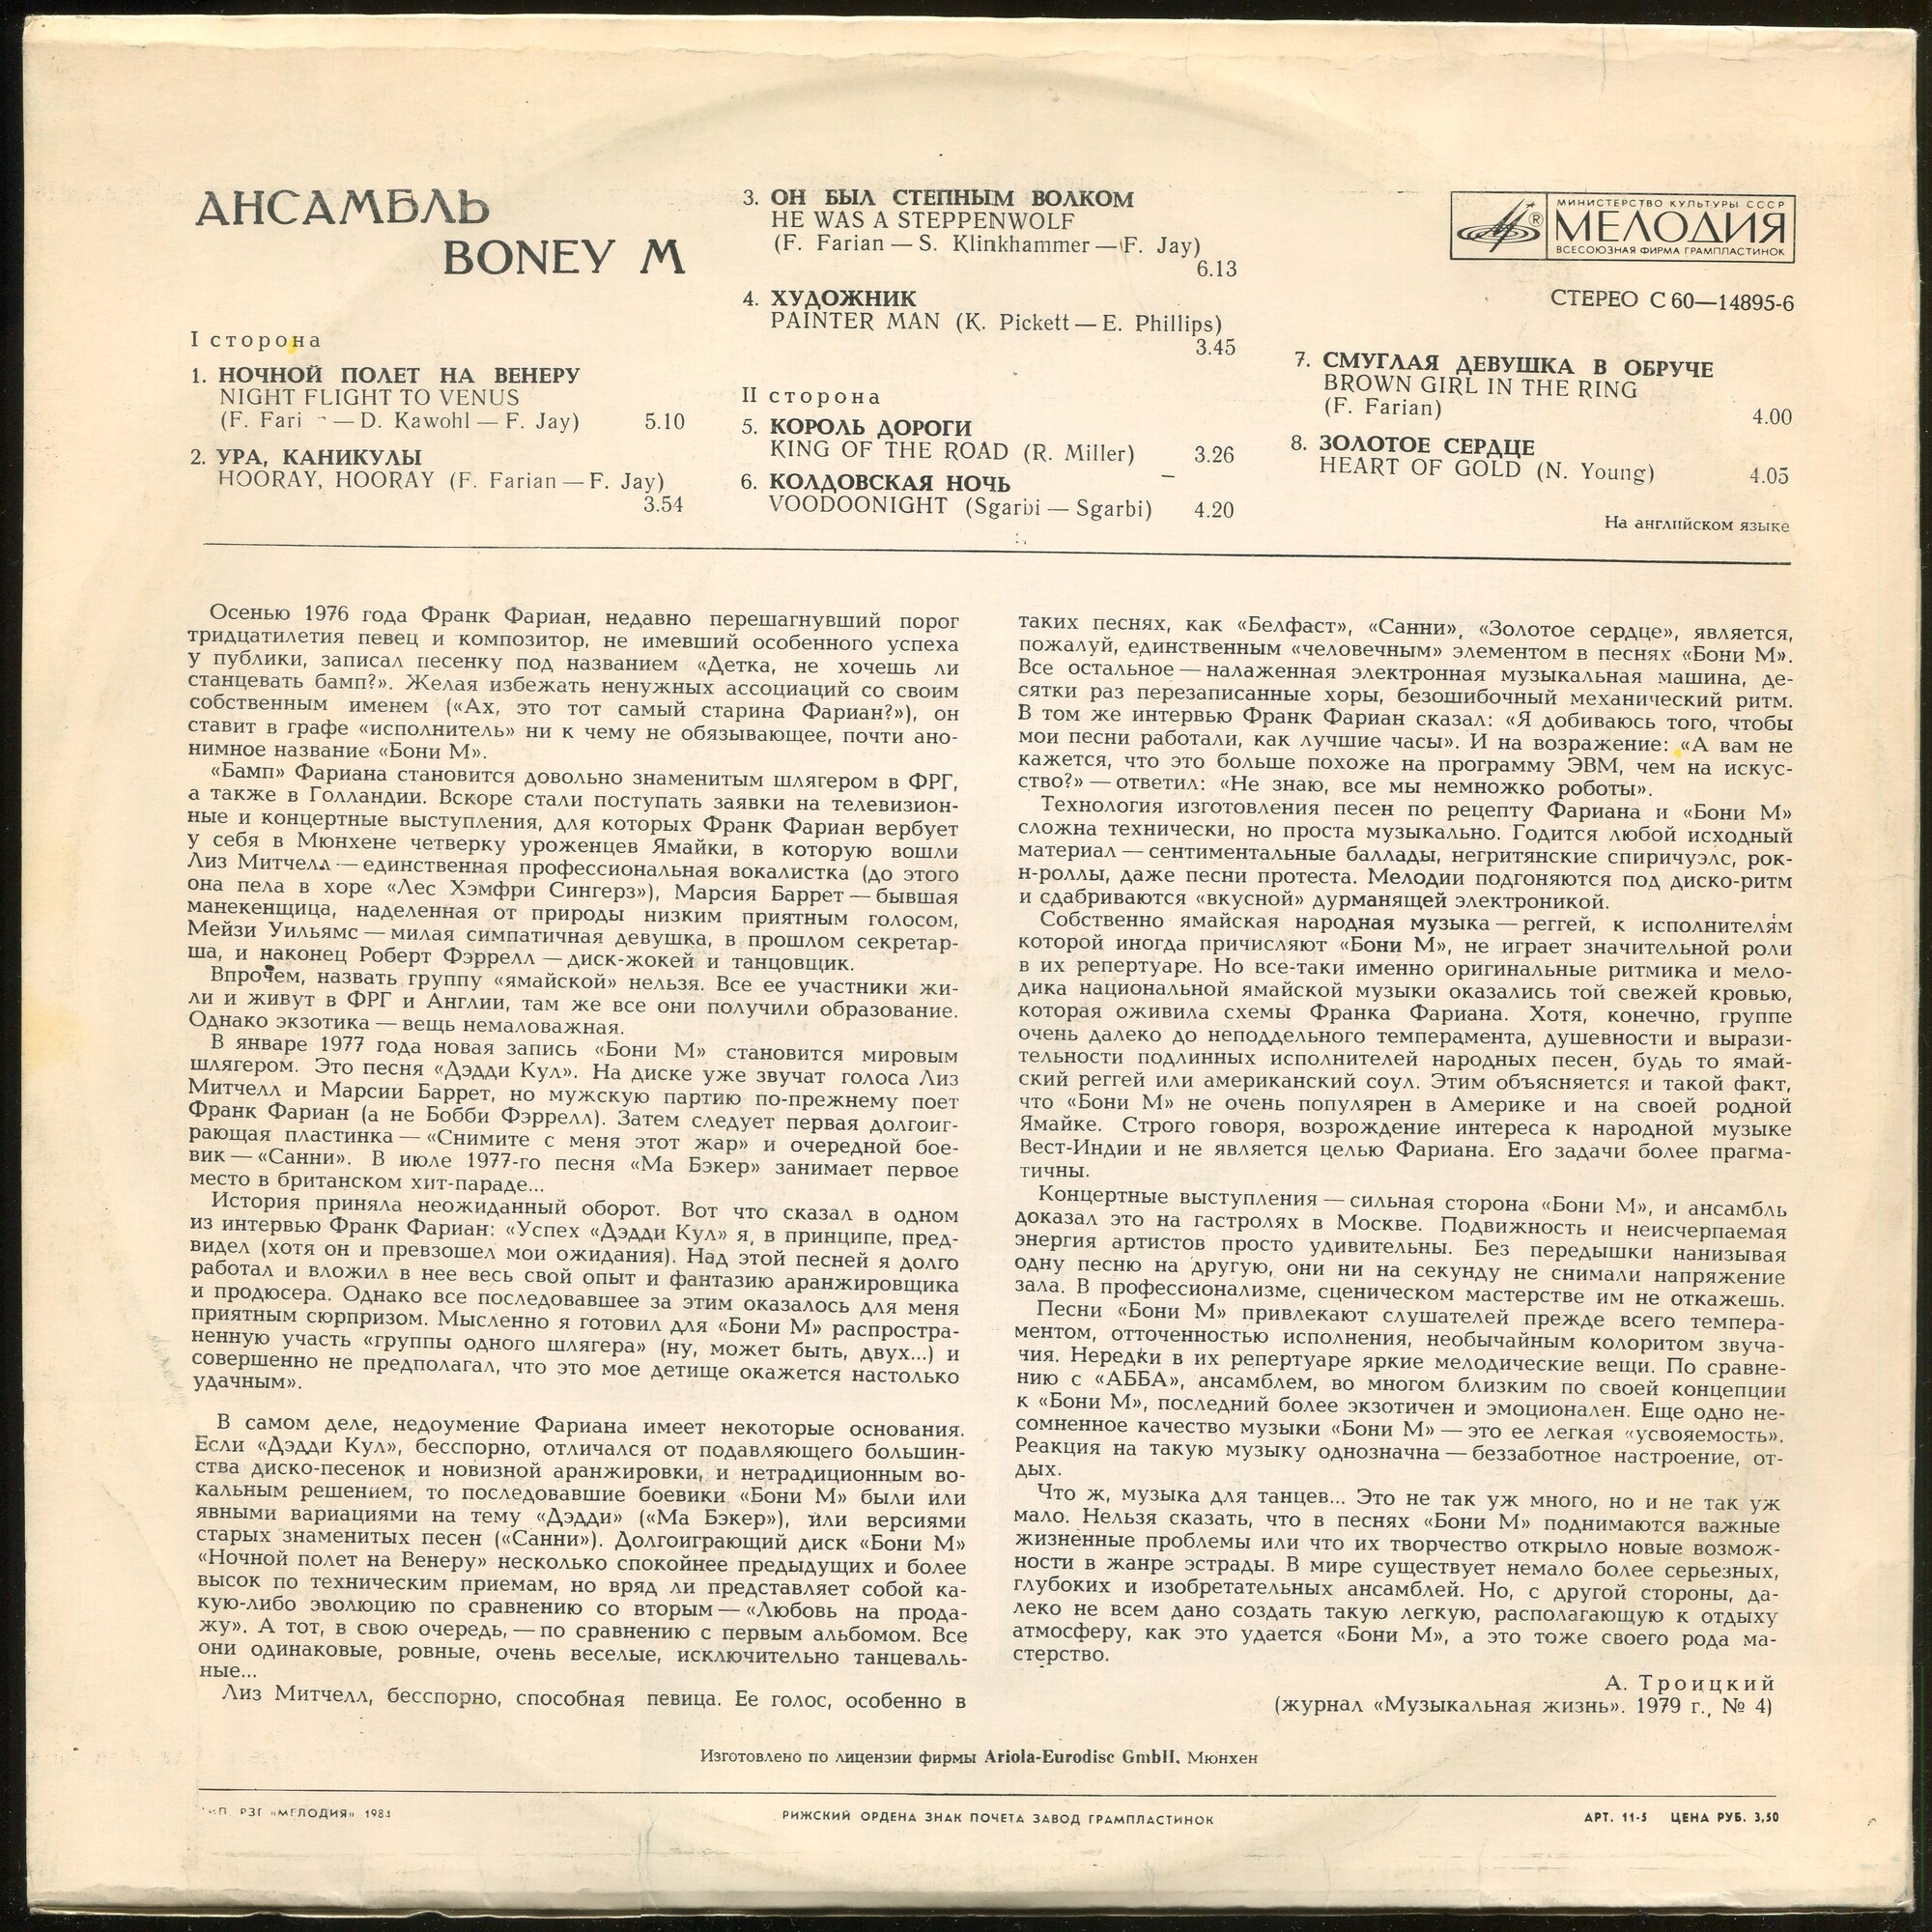 АНСАМБЛЬ
BONEY M
I сторона
1. НОЧНОЙ ПОЛЕТ НА ВЕНЕРУ
NIGHT FLIGHT TO VENUS
(F. Fari — D. Kawohl — F. Jay) 5.10
2. УРА, КАНИКУЛЫ
HOORAY, HOORAY (F. Farian — F. Jay)
3.54
3. ОН БЫЛ СТЕПНЫМ ВОЛКОМ
HE WAS A STEPPENWOLF
(F. Farian — S. Klinkhammer — F. Jay)
6.13
4. ХУДОЖНИК
PAINTER MAN (K. Pickett — E. Phillips)
3.45
II сторона
5. КОРОЛЬ ДОРОГИ
KING OF THE ROAD (R. Miller) 3.26
6. КОЛДОВСКАЯ НОЧЬ
VOODOONIGHT (Sgarbi — Sgarbi) 4.20
МИНИСТЕРСТВО КУЛЬТУРЫ СССР
МЕЛОДИЯ
ВСЕСОЮЗНАЯ ФИРМА ГРАМПЛАСТИНОК
®
СТЕРЕО С 60—14895-6
7. СМУГЛАЯ ДЕВУШКА В ОБРУЧЕ
BROWN GIRL IN THE RING
(F. Farian) 4.00
8. ЗОЛОТОЕ СЕРДЦЕ
HEART OF GOLD (N. Young) 4.05
На английском языке
Осенью 1976 года Франк Фариан, недавно перешагнувший порог
тридцатилетия певец и композитор, не имевший особенного успеха
у публики, записал песенку под названием «Детка, не хочешь ли
станцевать бамп?». Желая избежать ненужных ассоциаций со своим
собственным именем («Ах, это тот самый старина Фариан?»), он
ставит в графе «исполнитель» ни к чему не обязывающее, почти ано-
нимное название «Бони М».
«Бамп» Фариана становится довольно знаменитым шлягером в ФРГ,
а также в Голландии. Вскоре стали поступать заявки на телевизион-
ные и концертные выступления, для которых Франк Фариан вербует
у себя в Мюнхене четверку уроженцев Ямайки, в которую вошли
Лиз Митчелл — единственная профессиональная вокалистка (до этого
она пела в хоре «Лес Хэмфри Сингерз»), Марсия Баррет — бывшая
манекенщица, наделенная от природы низким приятным голосом,
Мейзи Уильямс — милая симпатичная девушка, в прошлом секретар-
ша, и наконец Роберт Фэррелл — диск-жокей и танцовщик.
Впрочем, назвать группу «ямайской» нельзя. Все ее участники жи-
ли и живут в ФРГ и Англии, там же все они получили образование.
Однако экзотика — вещь немаловажная.
В январе 1977 года новая запись «Бони М» становится мировым
шлягером. Это песня «Дэдди Кул». На диске уже звучат голоса Лиз
Митчелл и Марсии Баррет, но мужскую партию по-прежнему поет
Франк Фариан (а не Бобби Фэррелл). Затем следует первая долгоиг-
рающая пластинка — «Снимите с меня этот жар» и очередной бое-
вик — «Санни». В июле 1977-го песня «Ма Бэкер» занимает первое
место в британском хит-параде...
История приняла неожиданный оборот. Вот что сказал в одном
из интервью Франк Фариан: «Успех «Дэдди Кул» я, в принципе, пред-
видел (хотя он и превзошел мои ожидания). Над этой песней я долго
работал и вложил в нее весь свой опыт и фантазию аранжировщика
и продюсера. Однако все последовавшее за этим оказалось для меня
приятным сюрпризом. Мысленно я готовил для «Бони М» распростра-
ненную участь «группы одного шлягера» (ну, может быть, двух...) и
совершенно не предполагал, что это мое детище окажется настолько
удачным».
В самом деле, недоумение Фариана имеет некоторые основания.
Если «Дэдди Кул», бесспорно, отличался от подавляющего большин-
ства диско-песенок и новизной аранжировки, и нетрадиционным во-
кальным решением, то последовавшие боевики «Бони М» были или
явными вариациями на тему «Дэдди» («Ма Бэкер»), или версиями
старых знаменитых песен («Санни»). Долгоиграющий диск «Бони М»
«Ночной полет на Венеру» несколько спокойнее предыдущих и более
высок по техническим приемам, но вряд ли представляет собой ка-
кую-либо эволюцию по сравнению со вторым — «Любовь на прода-
жу». А тот, в свою очередь, — по сравнению с первым альбомом. Все
они одинаковые, ровные, очень веселые, исключительно танцеваль-
ные...
Лиз Митчелл, бесспорно, способная певица. Ее голос, особенно в
таких песнях, как «Белфаст», «Санни», «Золотое сердце», является,
пожалуй, единственным «человечным» элементом в песнях «Бони М».
Все остальное — налаженная электронная музыкальная машина, де-
сятки раз перезаписанные хоры, безошибочный механический ритм.
В том же интервью Франк Фариан сказал: «Я добиваюсь того, чтобы
мои песни работали, как лучшие часы». И на возражение: «А вам не
кажется, что это больше похоже на программу ЭВМ, чем на искус-
ство?» — ответил: «Не знаю, все мы немножко роботы».
Технология изготовления песен по рецепту Фариана и «Бони М»
сложна технически, но проста музыкально. Годится любой исходный
материал — сентиментальные баллады, негритянские спиричуэлс, рок-
н-роллы, даже песни протеста. Мелодии подгоняются под диско-ритм
и сдабриваются «вкусной» дурманящей электроникой.
Собственно ямайская народная музыка — реггей, к исполнителям
которой иногда причисляют «Бони М», не играет значительной роли
в их репертуаре. Но все-таки именно оригинальные ритмика и мело-
дика национальной ямайской музыки оказались той свежей кровью,
которая оживила схемы Франка Фариана. Хотя, конечно, группе
очень далеко до неподдельного темперамента, душевности и вырази-
тельности подлинных исполнителей народных песен, будь то ямай-
ский реггей или американский соул. Этим объясняется и такой факт,
что «Бони М» не очень популярен в Америке и на своей родной
Ямайке. Строго говоря, возрождение интереса к народной музыке
Вест-Индии и не является целью Фариана. Его задачи более прагма-
тичны.
Концертные выступления — сильная сторона «Бони М», и ансамбль
доказал это на гастролях в Москве. Подвижность и неисчерпаемая
энергия артистов просто удивительны. Без передышки нанизывая
одну песню на другую, они ни на секунду не снимали напряжение
зала. В профессионализме, сценическом мастерстве им не откажешь.
Песни «Бони М» привлекают слушателей прежде всего темпера-
ментом, отточенностью исполнения, необычайным колоритом звуча-
чия. Нередки в их репертуаре яркие мелодические вещи. По сравне-
нию с «АББА», ансамблем, во многом близким по своей концепции
к «Бони М», последний более экзотичен и эмоционален. Еще одно не-
сомненное качество музыки «Бони М» — это ее легкая «усвояемость».
Реакция на такую музыку однозначна — беззаботное настроение, от-
дых.
Что ж, музыка для танцев... Это не так уж много, но и не так уж
мало. Нельзя сказать, что в песнях «Бони М» поднимаются важные
жизненные проблемы или что их творчество открыло новые возмож-
ности в жанре эстрады. В мире существует немало более серьезных,
глубоких и изобретательных ансамблей. Но, с другой стороны, да-
леко не всем дано создать такую легкую, располагающую к отдыху
атмосферу, как это удается «Бони М», а это тоже своего рода ма-
стерство.
А. Троицкий
(журнал «Музыкальная жизнь». 1979 г., № 4)
Изготовлено по лицензии фирмы Ariola-Eurodisc GmbH, Мюнхен
РЗГ «МЕЛОДИЯ»
РИЖСКИЙ ОРДЕНА ЗНАК ПОЧЕТА ЗАВОД ГРАМПЛАСТИНОК
АРТ. 11-5 ЦЕНА РУБ. 3,50